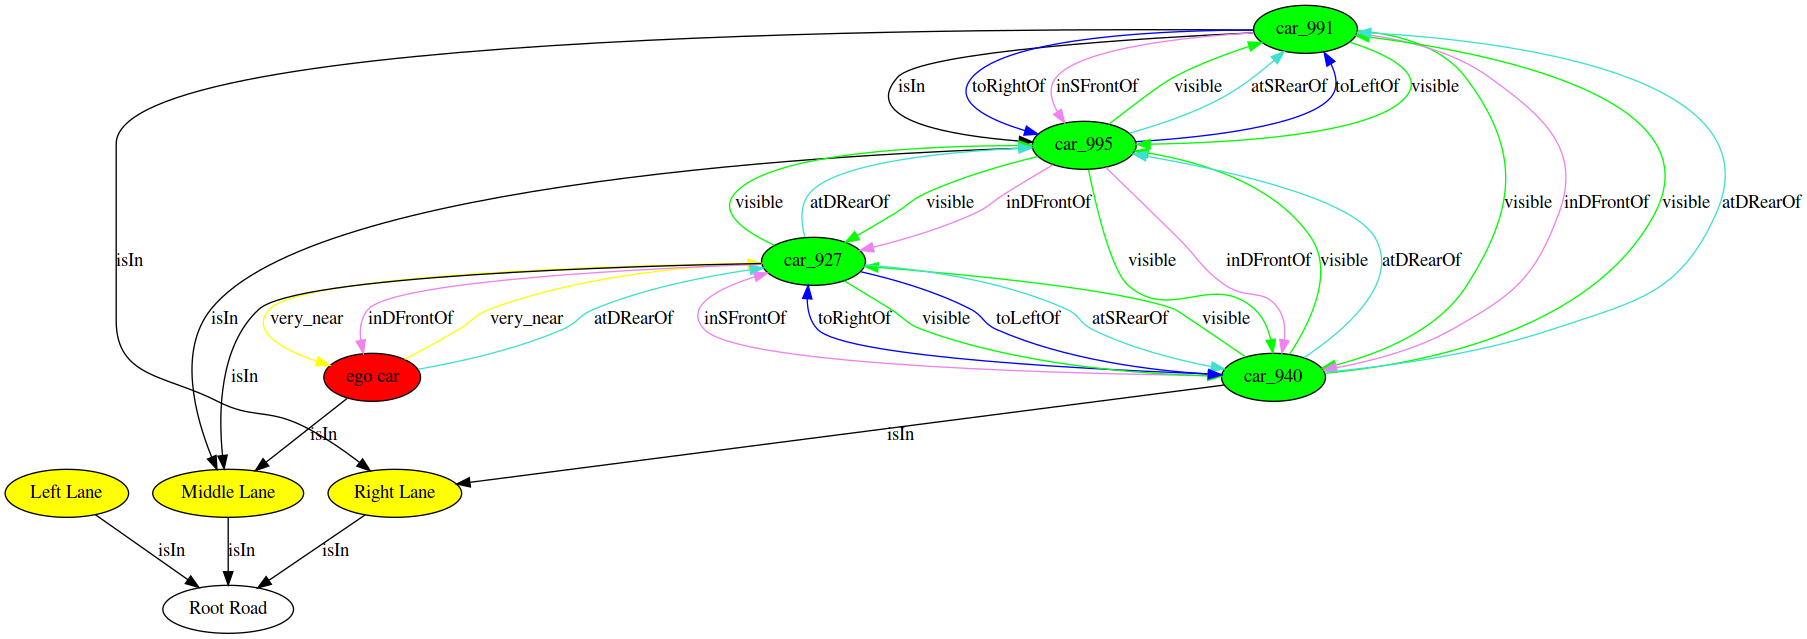 car_991
isIn
toRightOf
inSFrontOf
visible
atSRearOf
toLeftOf
visible
car_995
visible
atDRearOf
visible
inDFrontOf
visible
inDFrontOf
visible
atDRearOf
isIn
visible
inDFrontOf
visible
atDRearOf
car_927
isIn
very_near
inDFrontOf
very_near
atDRearOf
inSFrontOf
toRightOf
visible
toLeftOf
atSRearOf
visible
isIn
ego car
car_940
isIn
isIn
Left Lane
Middle Lane
Right Lane
isIn
isIn
isIn
Root Road